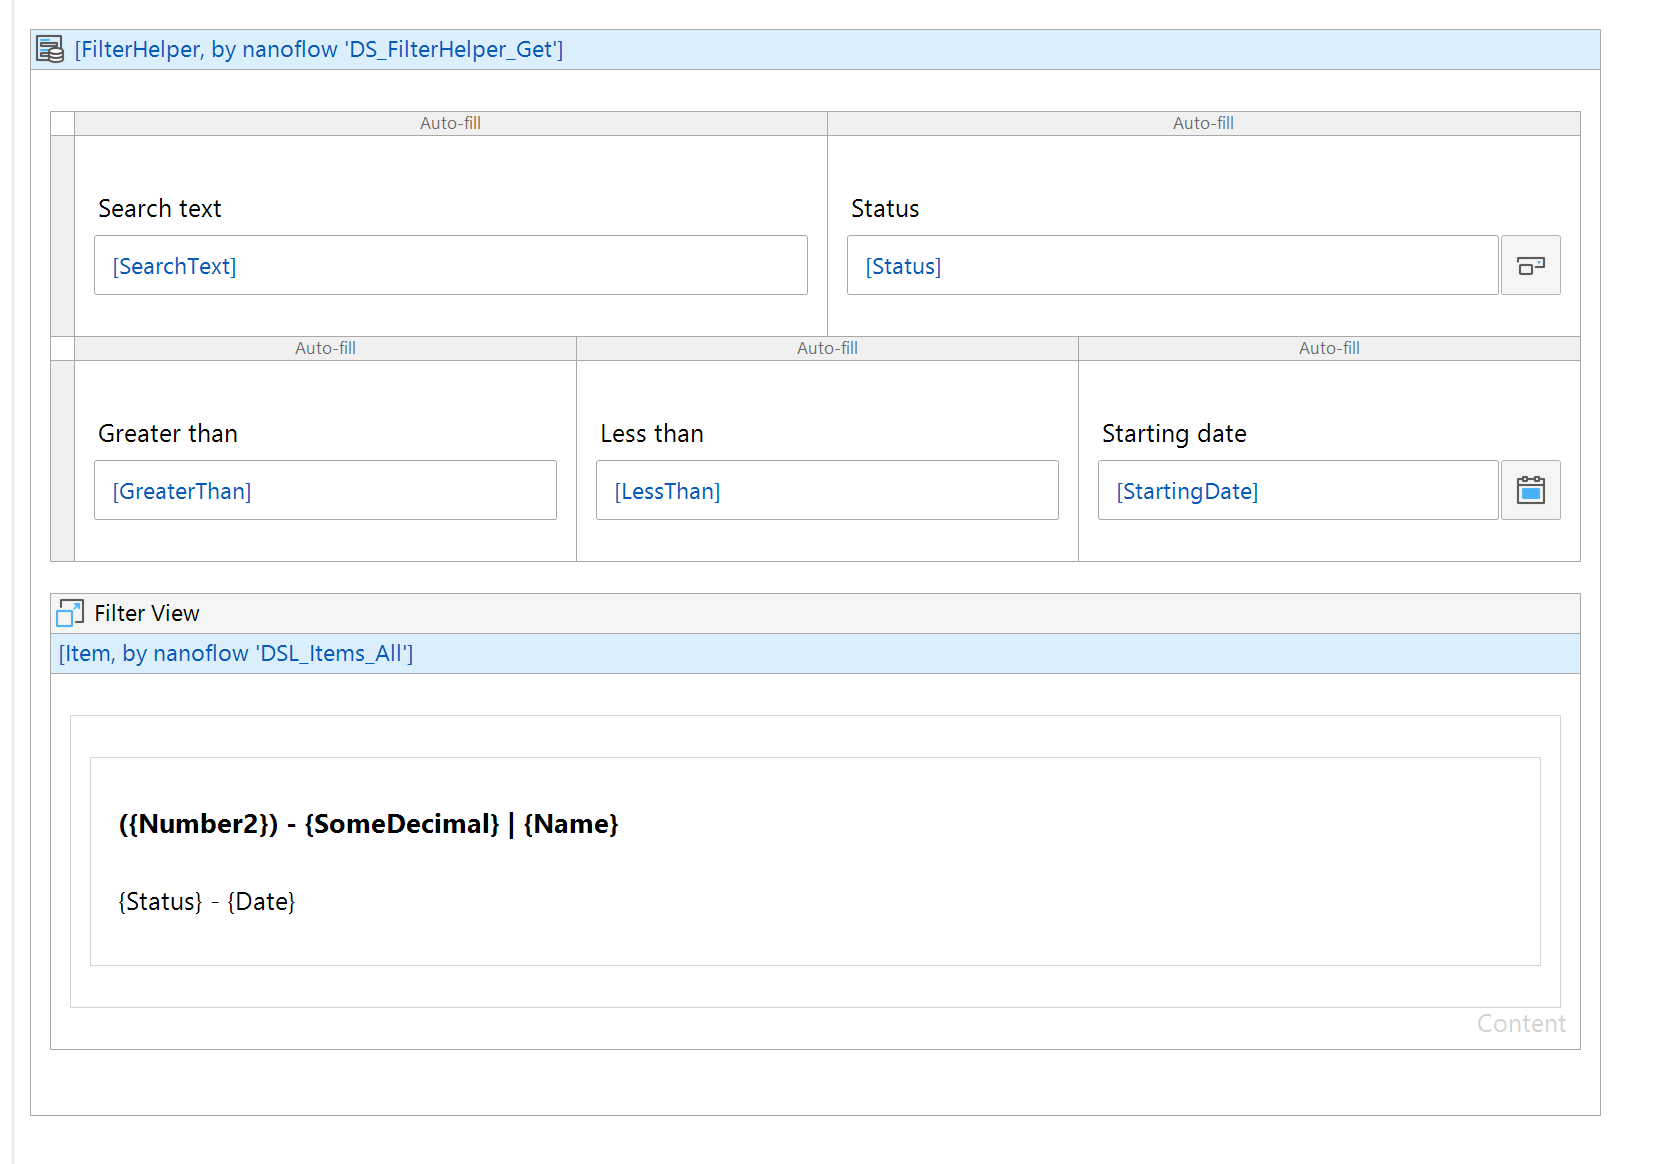 [FilterHelper, by nanoflow 'DS_FilterHelper_Get']
Auto-fill Auto-fill
Search text Status
[SearchText] [Status]
Auto-fill Auto-fill Auto-fill
Greater than Less than Starting date
[GreaterThan] [LessThan] [StartingDate]
Filter View
[Item, by nanoflow 'DSL_Items_All']
({Number2}) - {SomeDecimal} | {Name}
{Status} - {Date}
Content